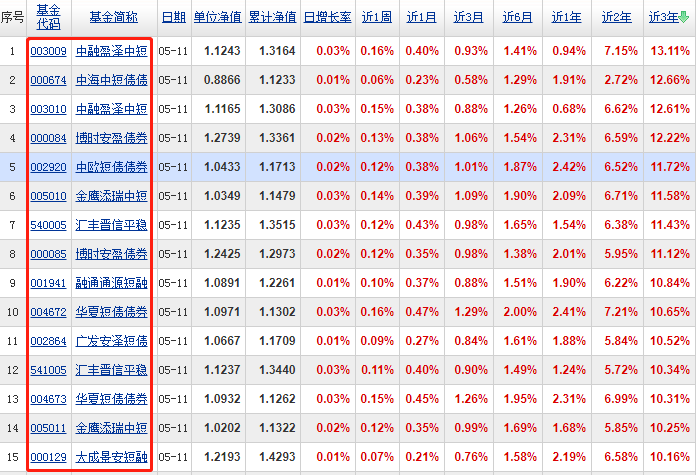 序号 基金代码 基金简称 日期 单位净值 累计净值 日增长率 近1周 近1月 近3月 近6月 近1年 近2年 近3年
1 003009 中融盈泽中短 05-11 1.1243 1.3164 0.03% 0.16% 0.40% 0.93% 1.41% 0.94% 7.15% 13.11%
2 000674 中海中短债债 05-11 0.8866 1.1233 0.01% 0.06% 0.23% 0.58% 1.29% 1.91% 2.72% 12.66%
3 003010 中融盈泽中短 05-11 1.1165 1.3086 0.03% 0.15% 0.38% 0.88% 1.26% 0.68% 6.62% 12.61%
4 000084 博时安盈债券 05-11 1.2739 1.3361 0.02% 0.13% 0.38% 1.06% 1.54% 2.31% 6.59% 12.22%
5 002920 中欧短债债券 05-11 1.0433 1.1713 0.02% 0.12% 0.38% 1.01% 1.87% 2.42% 6.52% 11.72%
6 005010 金鹰添瑞中短 05-11 1.0349 1.1479 0.03% 0.14% 0.39% 1.09% 1.90% 2.09% 6.71% 11.58%
7 540005 汇丰晋信平稳 05-11 1.1235 1.3515 0.03% 0.12% 0.43% 0.98% 1.65% 1.54% 6.38% 11.43%
8 000085 博时安盈债券 05-11 1.2425 1.2973 0.02% 0.12% 0.35% 0.98% 1.38% 2.01% 5.95% 11.12%
9 001941 融通通源短融 05-11 1.0891 1.2261 0.01% 0.10% 0.37% 0.88% 1.51% 1.90% 6.22% 10.84%
10 004672 华夏短债债券 05-11 1.0971 1.1302 0.03% 0.16% 0.47% 1.29% 2.00% 2.41% 7.21% 10.65%
11 002864 广发安泽短债 05-11 1.0667 1.1709 0.01% 0.09% 0.27% 0.84% 1.61% 1.88% 5.84% 10.52%
12 541005 汇丰晋信平稳 05-11 1.1237 1.3440 0.03% 0.11% 0.40% 0.90% 1.49% 1.24% 5.72% 10.34%
13 004673 华夏短债债券 05-11 1.0932 1.1262 0.03% 0.15% 0.45% 1.26% 1.95% 2.31% 6.99% 10.31%
14 005011 金鹰添瑞中短 05-11 1.0202 1.1322 0.02% 0.12% 0.35% 0.99% 1.69% 1.68% 5.85% 10.25%
15 000129 大成景安短融 05-11 1.2193 1.4293 0.01% 0.07% 0.21% 0.76% 1.58% 2.19% 6.58% 10.16%